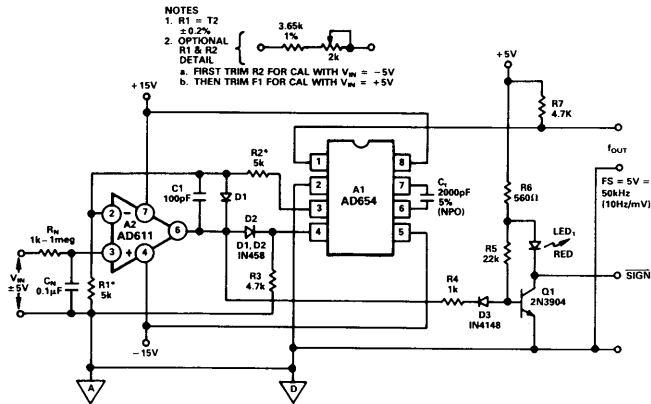 NOTES
1. R1 = T2
±0.2%
2. OPTIONAL
R1 & R2
DETAIL
3.65k
1%
2k
a. FIRST TRIM R2 FOR CAL WITH VIN = −5V
b. THEN TRIM F1 FOR CAL WITH VIN = +5V
+15V
+5V
R7
4.7K
R2*
5k
C1
100pF
D1
1
2
3
4
A1
AD654
8
7
6
5
Ct
2000pF
5%
(NPO)
R6
560Ω
fOUT
FS = 5V =
50kHz
(10Hz/mV)
RN
1k–1meg
2
−
7
A2
AD611
6
3
+
4
D2
D1, D2
IN458
R5
22k
LED1
RED
VIN
±5V
CN
0.1μF
R1*
5k
R3
4.7k
R4
1k
D3
IN4148
Q1
2N3904
SIGN
−15V
A
D